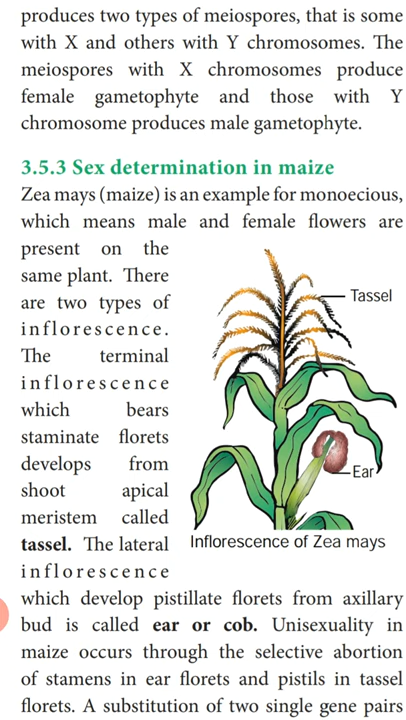 produces two types of meiospores, that is some
with X and others with Y chromosomes. The
meiospores with X chromosomes produce
female gametophyte and those with Y
chromosome produces male gametophyte.
3.5.3 Sex determination in maize
Zea mays (maize) is an example for monoecious,
which means male and female flowers are
present on the
same plant. There
are two types of
inflorescence.
The terminal
inflorescence
which bears
staminate florets
develops from
shoot apical
meristem called
tassel. The lateral
inflorescence
Tassel
Ear
Inflorescence of Zea mays
which develop pistillate florets from axillary
bud is called ear or cob. Unisexuality in
maize occurs through the selective abortion
of stamens in ear florets and pistils in tassel
florets. A substitution of two single gene pairs